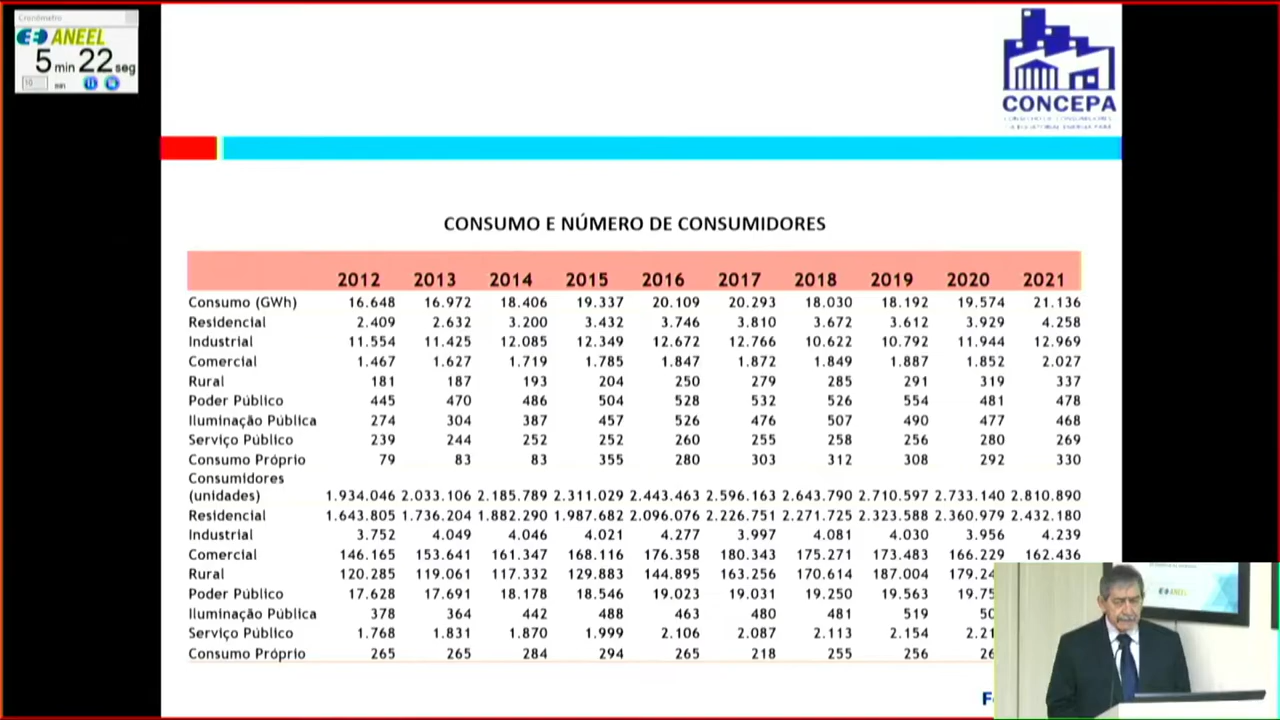 Cronômetro
ANEEL
5 min 22 seg
10 min
CONCEPA
CONSUMO E NÚMERO DE CONSUMIDORES
2012 2013 2014 2015 2016 2017 2018 2019 2020 2021
Consumo (GWh) 16.648 16.972 18.406 19.337 20.109 20.293 18.030 18.192 19.574 21.136
Residencial 2.409 2.632 3.200 3.432 3.746 3.810 3.672 3.612 3.929 4.258
Industrial 11.554 11.425 12.085 12.349 12.672 12.766 10.622 10.792 11.944 12.969
Comercial 1.467 1.627 1.719 1.785 1.847 1.872 1.849 1.887 1.852 2.027
Rural 181 187 193 204 250 279 285 291 319 337
Poder Público 445 470 486 504 528 532 526 554 481 478
Iluminação Pública 274 304 387 457 526 476 507 490 477 468
Serviço Público 239 244 252 252 260 255 258 256 280 269
Consumo Próprio 79 83 83 355 280 303 312 308 292 330
Consumidores
(unidades) 1.934.046 2.033.106 2.185.789 2.311.029 2.443.463 2.596.163 2.643.790 2.710.597 2.733.140 2.810.890
Residencial 1.643.805 1.736.204 1.882.290 1.987.682 2.096.076 2.226.751 2.271.725 2.323.588 2.360.979 2.432.180
Industrial 3.752 4.049 4.046 4.021 4.277 3.997 4.081 4.030 3.956 4.239
Comercial 146.165 153.641 161.347 168.116 176.358 180.343 175.271 173.483 166.229 162.436
Rural 120.285 119.061 117.332 129.883 144.895 163.256 170.614 187.004 179.24
Poder Público 17.628 17.691 18.178 18.546 19.023 19.031 19.250 19.563 19.75
Iluminação Pública 378 364 442 488 463 480 481 519 50
Serviço Público 1.768 1.831 1.870 1.999 2.106 2.087 2.113 2.154 2.21
Consumo Próprio 265 265 284 294 265 218 255 256 26
ANEEL